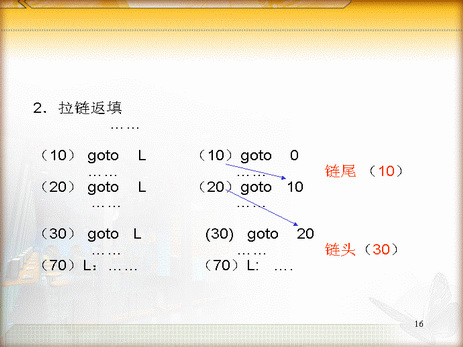 2．拉链返填
……
（10） goto L （10）goto 0
…… …… 链尾 （10）
（20） goto L （20）goto 10
…… ……
（30） goto L (30) goto 20
…… …… 链头（30）
（70）L：…… （70）L: ….
16